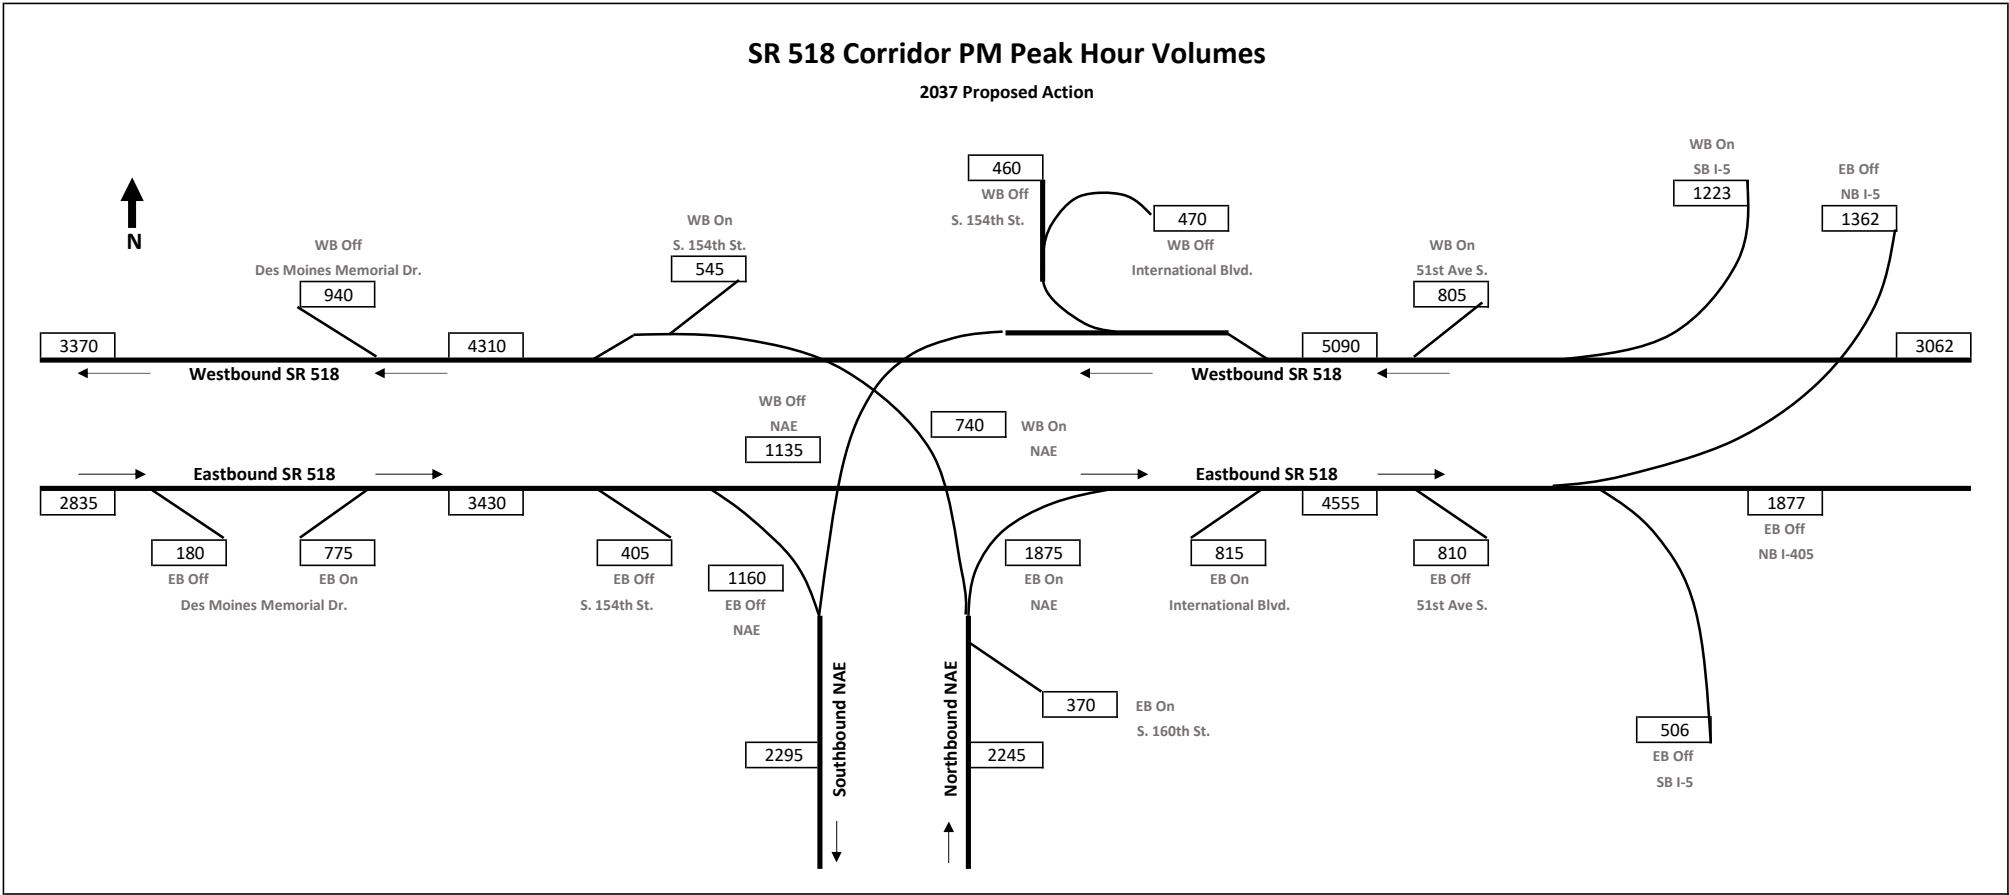 SR 518 Corridor PM Peak Hour Volumes
2037 Proposed Action
N
WB Off
Des Moines Memorial Dr.
940
WB On
S. 154th St.
545
460
WB Off
S. 154th St.
470
WB Off
International Blvd.
WB On
51st Ave S.
805
WB On
SB I-5
1223
EB Off
NB I-5
1362
3370
4310
5090
3062
Westbound SR 518
Westbound SR 518
WB Off
NAE
1135
740
WB On
NAE
Eastbound SR 518
Eastbound SR 518
2835
3430
4555
1877
EB Off
NB I-405
180
EB Off
775
EB On
Des Moines Memorial Dr.
405
EB Off
S. 154th St.
1160
EB Off
NAE
1875
EB On
NAE
815
EB On
International Blvd.
810
EB Off
51st Ave S.
Southbound NAE
Northbound NAE
370
EB On
S. 160th St.
2295
2245
506
EB Off
SB I-5